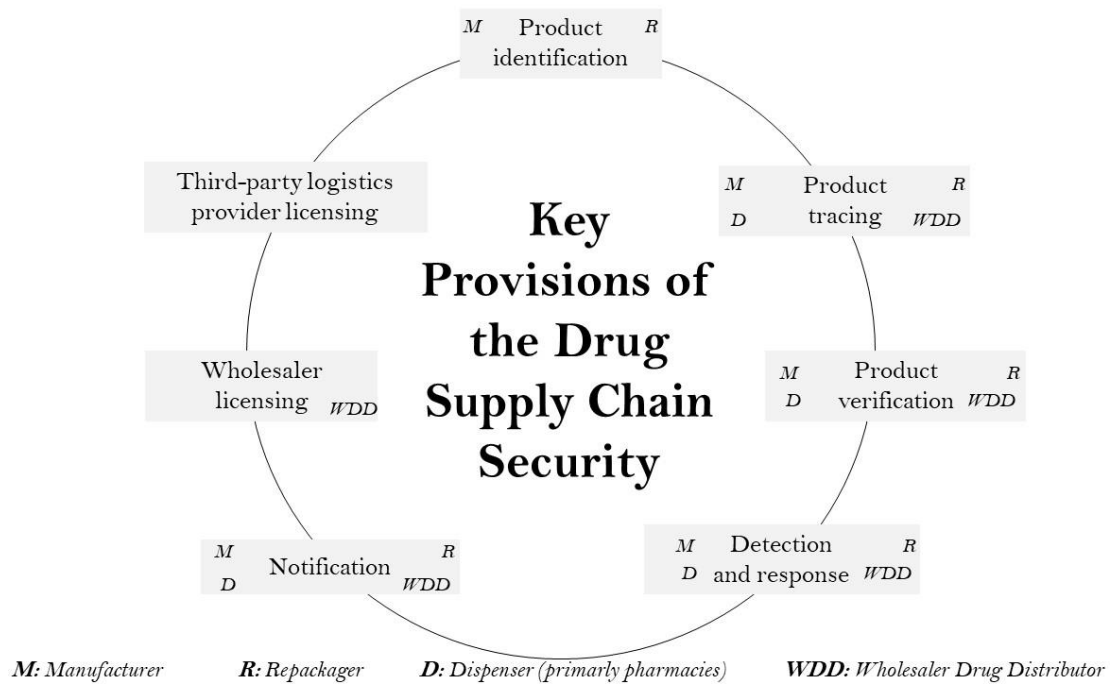 M Product R
identification
Third-party logistics
provider licensing
M Product R
D tracing WDD
Key
Provisions of
the Drug
Supply Chain
Security
Wholesaler
licensing WDD
M Product R
D verification WDD
M Notification R
D WDD
M Detection R
D and response WDD
M: Manufacturer R: Repackager D: Dispenser (primarly pharmacies) WDD: Wholesaler Drug Distributor